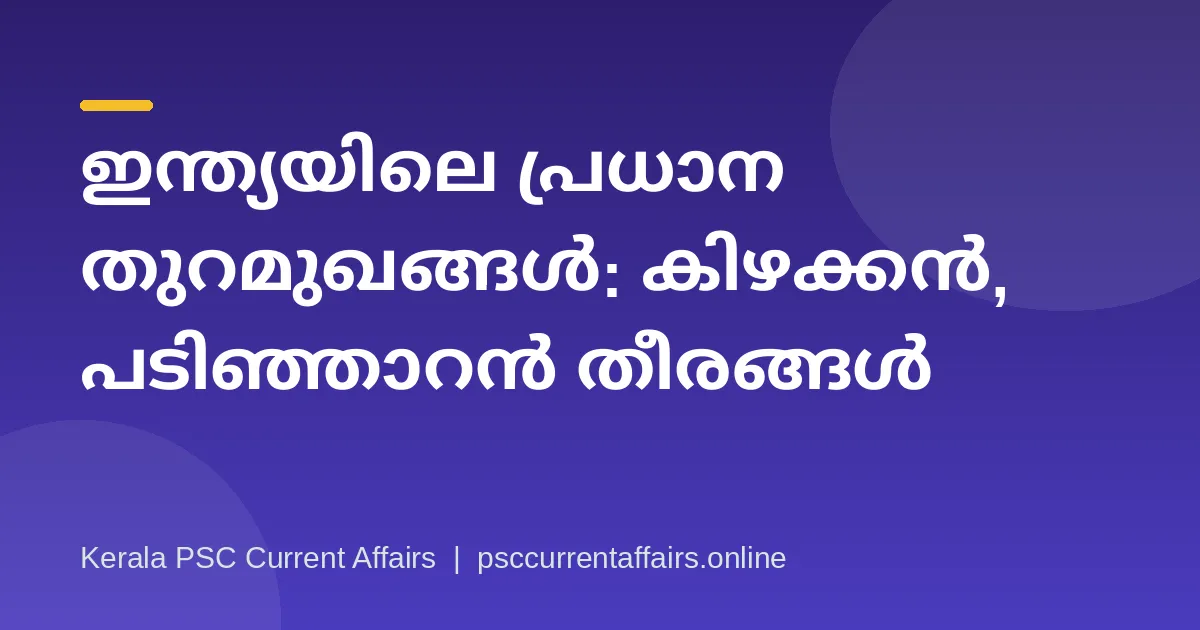 ഇന്ത്യയിലെ പ്രധാന
തുറമുഖങ്ങൾ: കിഴക്കൻ,
പടിഞ്ഞാറൻ തീരങ്ങൾ
Kerala PSC Current Affairs | psccurrentaffairs.online